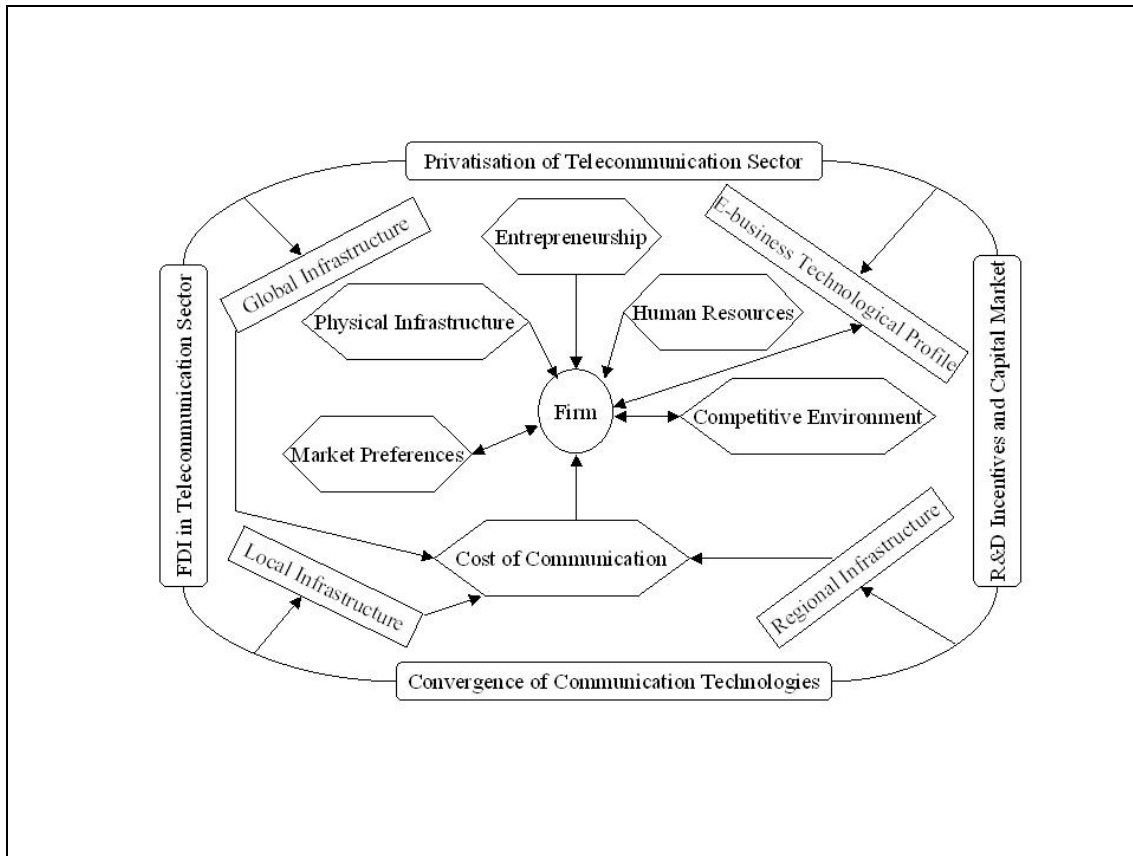 Privatisation of Telecommunication Sector
E-business Technological Profile
Entrepreneurship
Global Infrastructure
Human Resources
Physical Infrastructure
FDI in Telecommunication Sector
R&D Incentives and Capital Market
Firm
Competitive Environment
Market Preferences
Cost of Communication
Local Infrastructure
Regional Infrastructure
Convergence of Communication Technologies